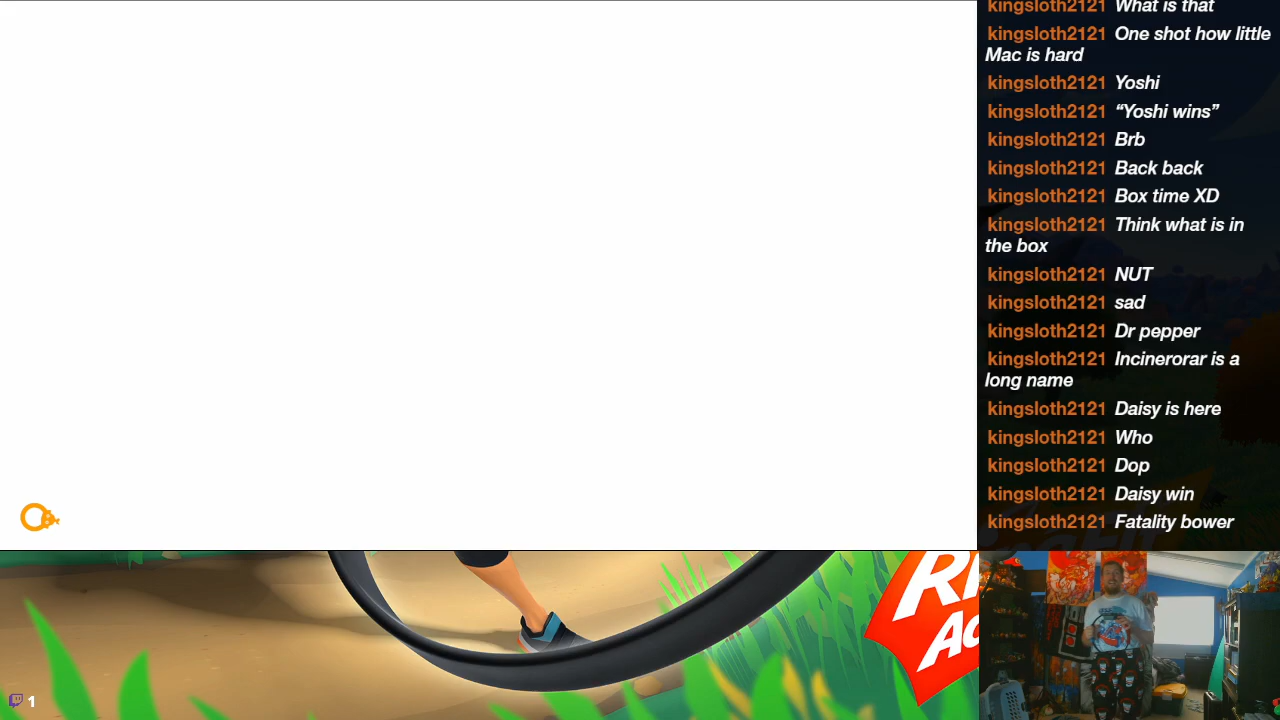 kingsloth2121 What is that
kingsloth2121 One shot how little
Mac is hard
kingsloth2121 Yoshi
kingsloth2121 “Yoshi wins”
kingsloth2121 Brb
kingsloth2121 Back back
kingsloth2121 Box time XD
kingsloth2121 Think what is in
the box
kingsloth2121 NUT
kingsloth2121 sad
kingsloth2121 Dr pepper
kingsloth2121 Incinerorar is a
long name
kingsloth2121 Daisy is here
kingsloth2121 Who
kingsloth2121 Dop
kingsloth2121 Daisy win
kingsloth2121 Fatality bower
1